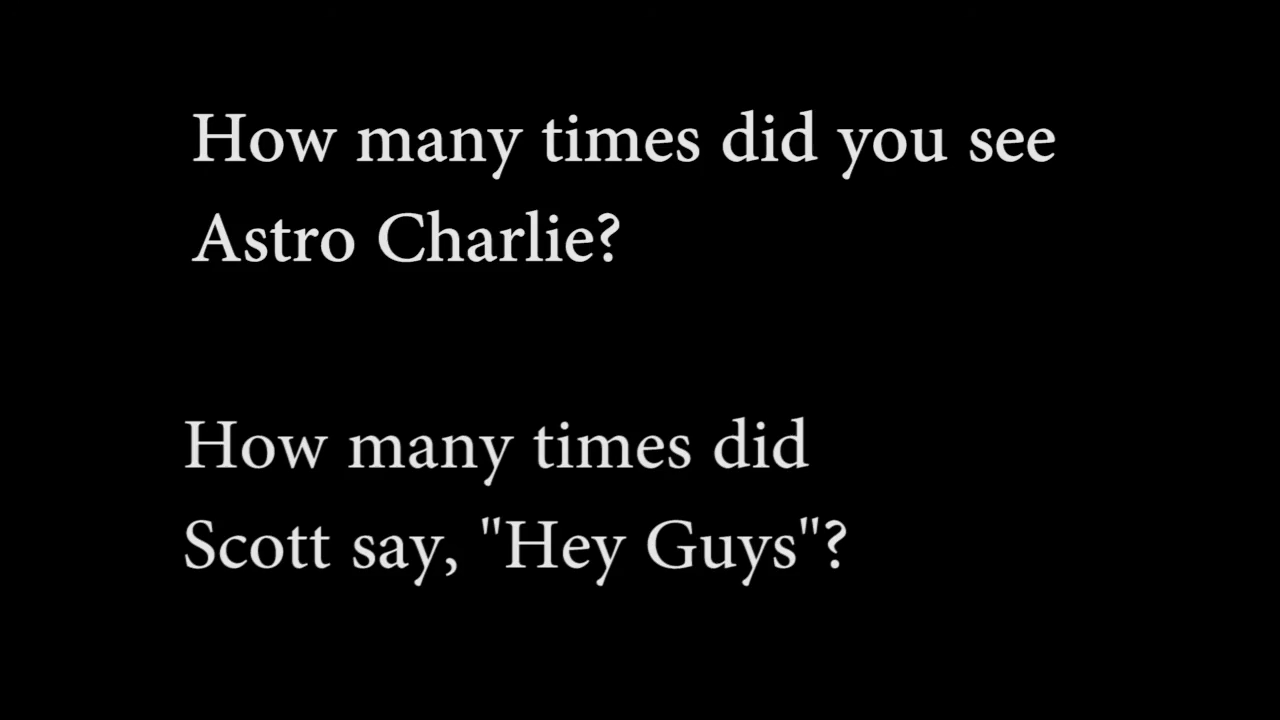 How many times did you see
Astro Charlie?
How many times did
Scott say, "Hey Guys"?